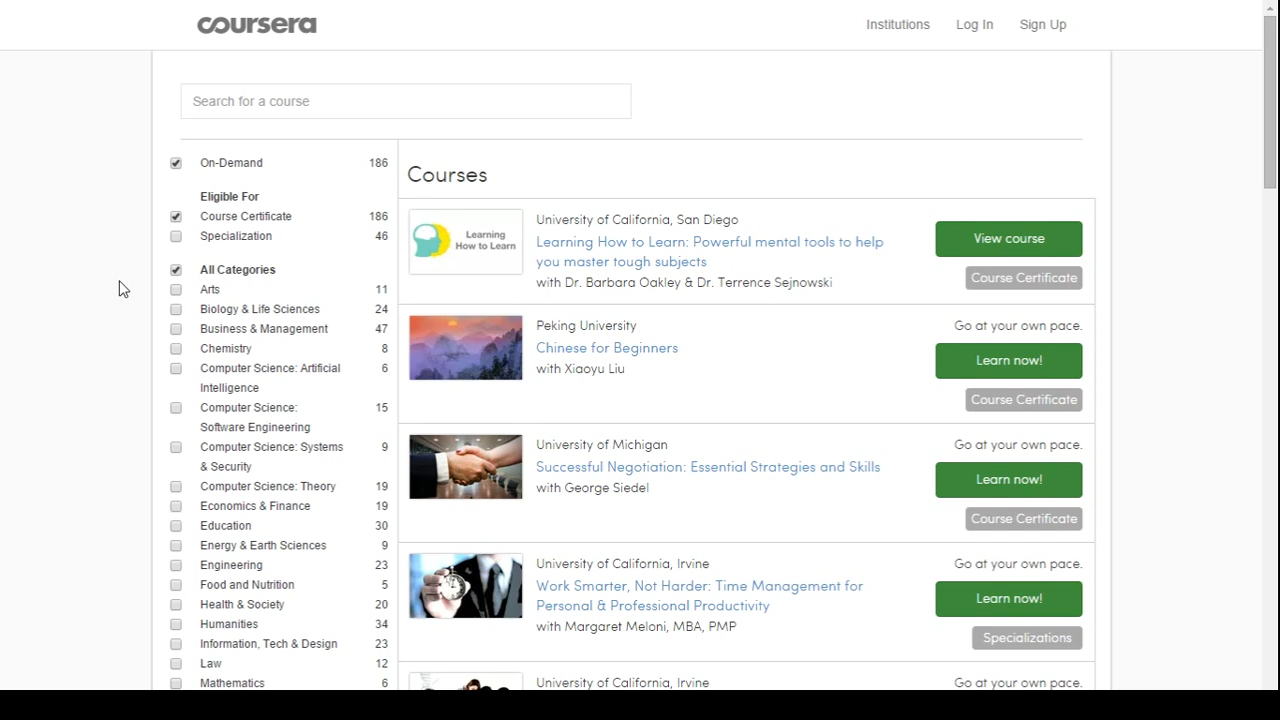 coursera
Institutions Log In Sign Up
Search for a course
On-Demand 186
Eligible For
Course Certificate 186
Specialization 46
All Categories
Arts 11
Biology & Life Sciences 24
Business & Management 47
Chemistry 8
Computer Science: Artificial 6
Intelligence
Computer Science: 15
Software Engineering
Computer Science: Systems 9
& Security
Computer Science: Theory 19
Economics & Finance 19
Education 30
Energy & Earth Sciences 9
Engineering 23
Food and Nutrition 5
Health & Society 20
Humanities 34
Information, Tech & Design 23
Law 12
Mathematics 6
Courses
Learning
How to Learn
University of California, San Diego
Learning How to Learn: Powerful mental tools to help
you master tough subjects
with Dr. Barbara Oakley & Dr. Terrence Sejnowski
View course
Course Certificate
Peking University
Chinese for Beginners
with Xiaoyu Liu
Go at your own pace.
Learn now!
Course Certificate
University of Michigan
Successful Negotiation: Essential Strategies and Skills
with George Siedel
Go at your own pace.
Learn now!
Course Certificate
University of California, Irvine
Work Smarter, Not Harder: Time Management for
Personal & Professional Productivity
with Margaret Meloni, MBA, PMP
Go at your own pace.
Learn now!
Specializations
University of California, Irvine
Go at your own pace.